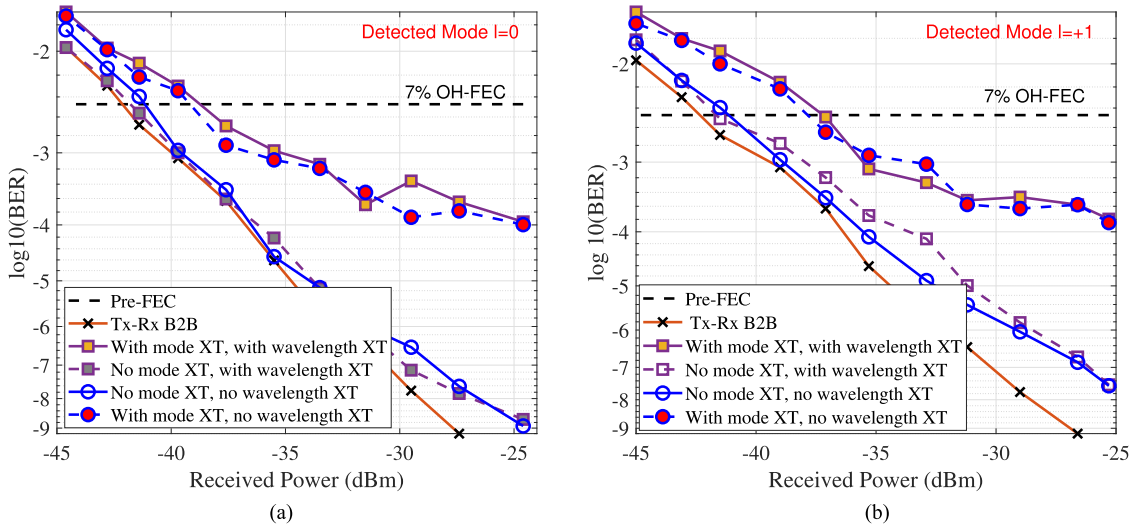 Detected Mode l=0
7% OH-FEC
log10(BER)
-2
-3
-4
-5
-6
-7
-8
-9
Pre-FEC
Tx-Rx B2B
With mode XT, with wavelength XT
No mode XT, with wavelength XT
No mode XT, no wavelength XT
With mode XT, no wavelength XT
-45 -40 -35 -30 -25
Received Power (dBm)
(a)
Detected Mode l=+1
7% OH-FEC
log 10(BER)
-2
-3
-4
-5
-6
-7
-8
-9
Pre-FEC
Tx-Rx B2B
With mode XT, with wavelength XT
No mode XT, with wavelength XT
No mode XT, no wavelength XT
With mode XT, no wavelength XT
-45 -40 -35 -30 -25
Received Power (dBm)
(b)